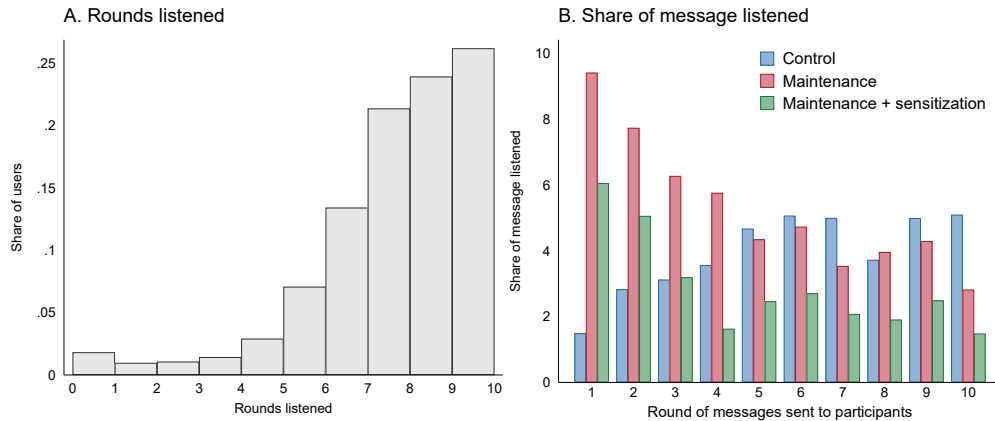 A. Rounds listened
.25
.2
.15
.1
.05
0
Share of users
0 1 2 3 4 5 6 7 8 9 10
Rounds listened
B. Share of message listened
Control
Maintenance
Maintenance + sensitization
10
8
6
4
2
0
Share of message listened
1 2 3 4 5 6 7 8 9 10
Round of messages sent to participants